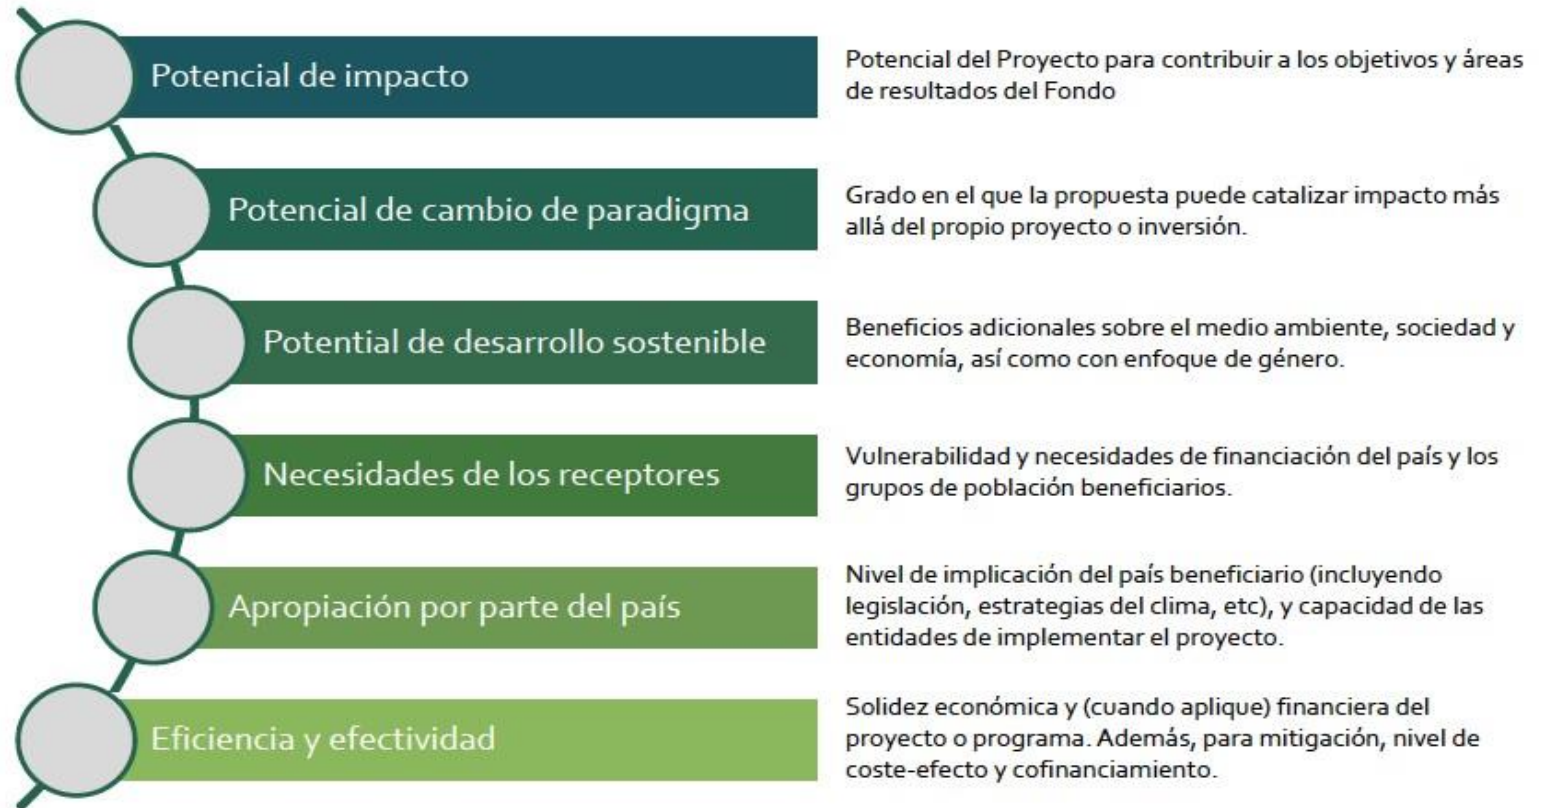 Potencial de impacto
Potencial del Proyecto para contribuir a los objetivos y áreas
de resultados del Fondo
Potencial de cambio de paradigma
Grado en el que la propuesta puede catalizar impacto más
allá del propio proyecto o inversión.
Potential de desarrollo sostenible
Beneficios adicionales sobre el medio ambiente, sociedad y
economía, así como con enfoque de género.
Necesidades de los receptores
Vulnerabilidad y necesidades de financiación del país y los
grupos de población beneficiarios.
Apropiación por parte del país
Nivel de implicación del país beneficiario (incluyendo
legislación, estrategias del clima, etc), y capacidad de las
entidades de implementar el proyecto.
Eficiencia y efectividad
Solidez económica y (cuando aplique) financiera del
proyecto o programa. Además, para mitigación, nivel de
coste-efecto y cofinanciamiento.